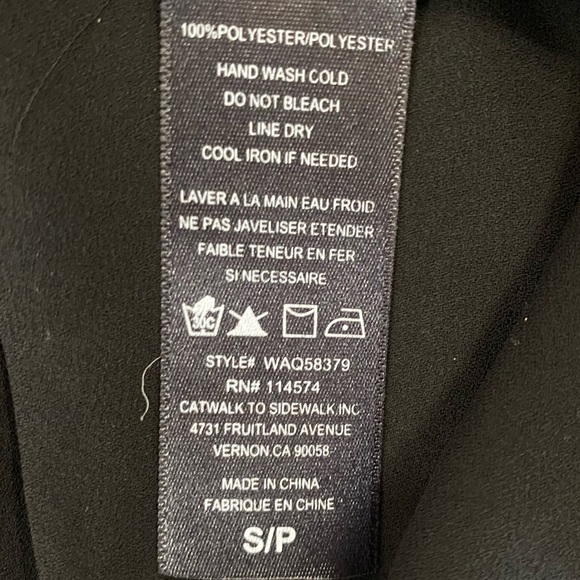 100%POLYESTER/POLYESTER
HAND WASH COLD
DO NOT BLEACH
LINE DRY
COOL IRON IF NEEDED
LAVER A LA MAIN EAU FROID
NE PAS JAVELISER ETENDER
FAIBLE TENEUR EN FER
SI NECESSAIRE
30C
STYLE# WAQ58379
RN# 114574
CATWALK TO SIDEWALK INC
4731 FRUITLAND AVENUE
VERNON CA 90058
MADE IN CHINA
FABRIQUE EN CHINE
S/P